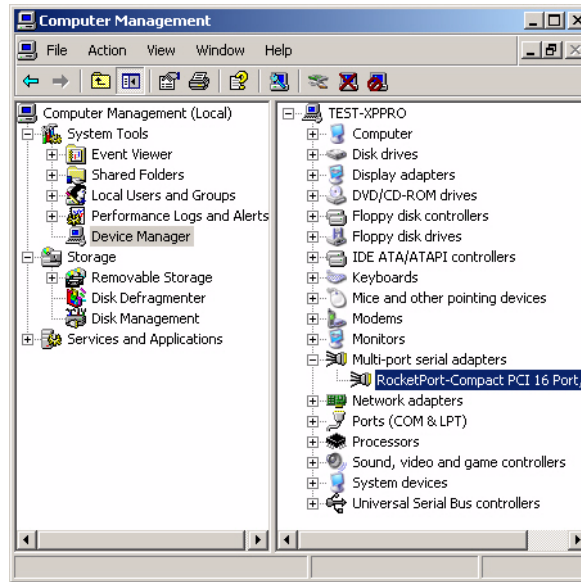 Computer Management
File Action View Window Help
Computer Management (Local)
System Tools
Event Viewer
Shared Folders
Local Users and Groups
Performance Logs and Alerts
Device Manager
Storage
Removable Storage
Disk Defragmenter
Disk Management
Services and Applications
TEST-XPPRO
Computer
Disk drives
Display adapters
DVD/CD-ROM drives
Floppy disk controllers
Floppy disk drives
IDE ATA/ATAPI controllers
Keyboards
Mice and other pointing devices
Modems
Monitors
Multi-port serial adapters
RocketPort-Compact PCI 16 Port,
Network adapters
Ports (COM & LPT)
Processors
Sound, video and game controllers
System devices
Universal Serial Bus controllers